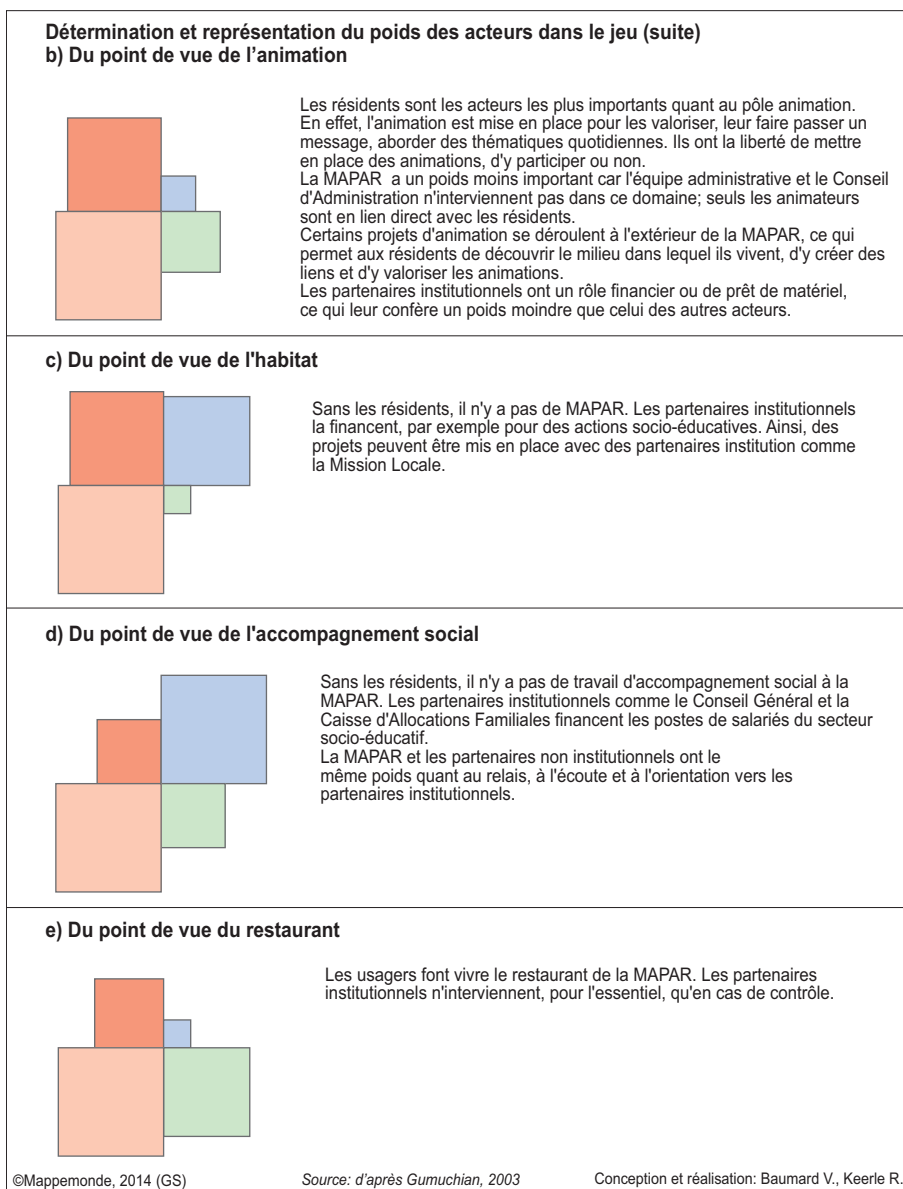 Détermination et représentation du poids des acteurs dans le jeu (suite)
b) Du point de vue de l'animation
Les résidents sont les acteurs les plus importants quant au pôle animation.
En effet, l'animation est mise en place pour les valoriser, leur faire passer un
message, aborder des thématiques quotidiennes. Ils ont la liberté de mettre
en place des animations, d'y participer ou non.
La MAPAR a un poids moins important car l'équipe administrative et le Conseil
d'Administration n'interviennent pas dans ce domaine; seuls les animateurs
sont en lien direct avec les résidents.
Certains projets d'animation se déroulent à l'extérieur de la MAPAR, ce qui
permet aux résidents de découvrir le milieu dans lequel ils vivent, d'y créer des
liens et d'y valoriser les animations.
Les partenaires institutionnels ont un rôle financier ou de prêt de matériel,
ce qui leur confère un poids moindre que celui des autres acteurs.
c) Du point de vue de l'habitat
Sans les résidents, il n'y a pas de MAPAR. Les partenaires institutionnels
la financent, par exemple pour des actions socio-éducatives. Ainsi, des
projets peuvent être mis en place avec des partenaires institution comme
la Mission Locale.
d) Du point de vue de l'accompagnement social
Sans les résidents, il n'y a pas de travail d'accompagnement social à la
MAPAR. Les partenaires institutionnels comme le Conseil Général et la
Caisse d'Allocations Familiales financent les postes de salariés du secteur
socio-éducatif.
La MAPAR et les partenaires non institutionnels ont le
même poids quant au relais, à l'écoute et à l'orientation vers les
partenaires institutionnels.
e) Du point de vue du restaurant
Les usagers font vivre le restaurant de la MAPAR. Les partenaires
institutionnels n'interviennent, pour l'essentiel, qu'en cas de contrôle.
©Mappemonde, 2014 (GS) Source: d'après Gumuchian, 2003 Conception et réalisation: Baumard V., Keerle R.